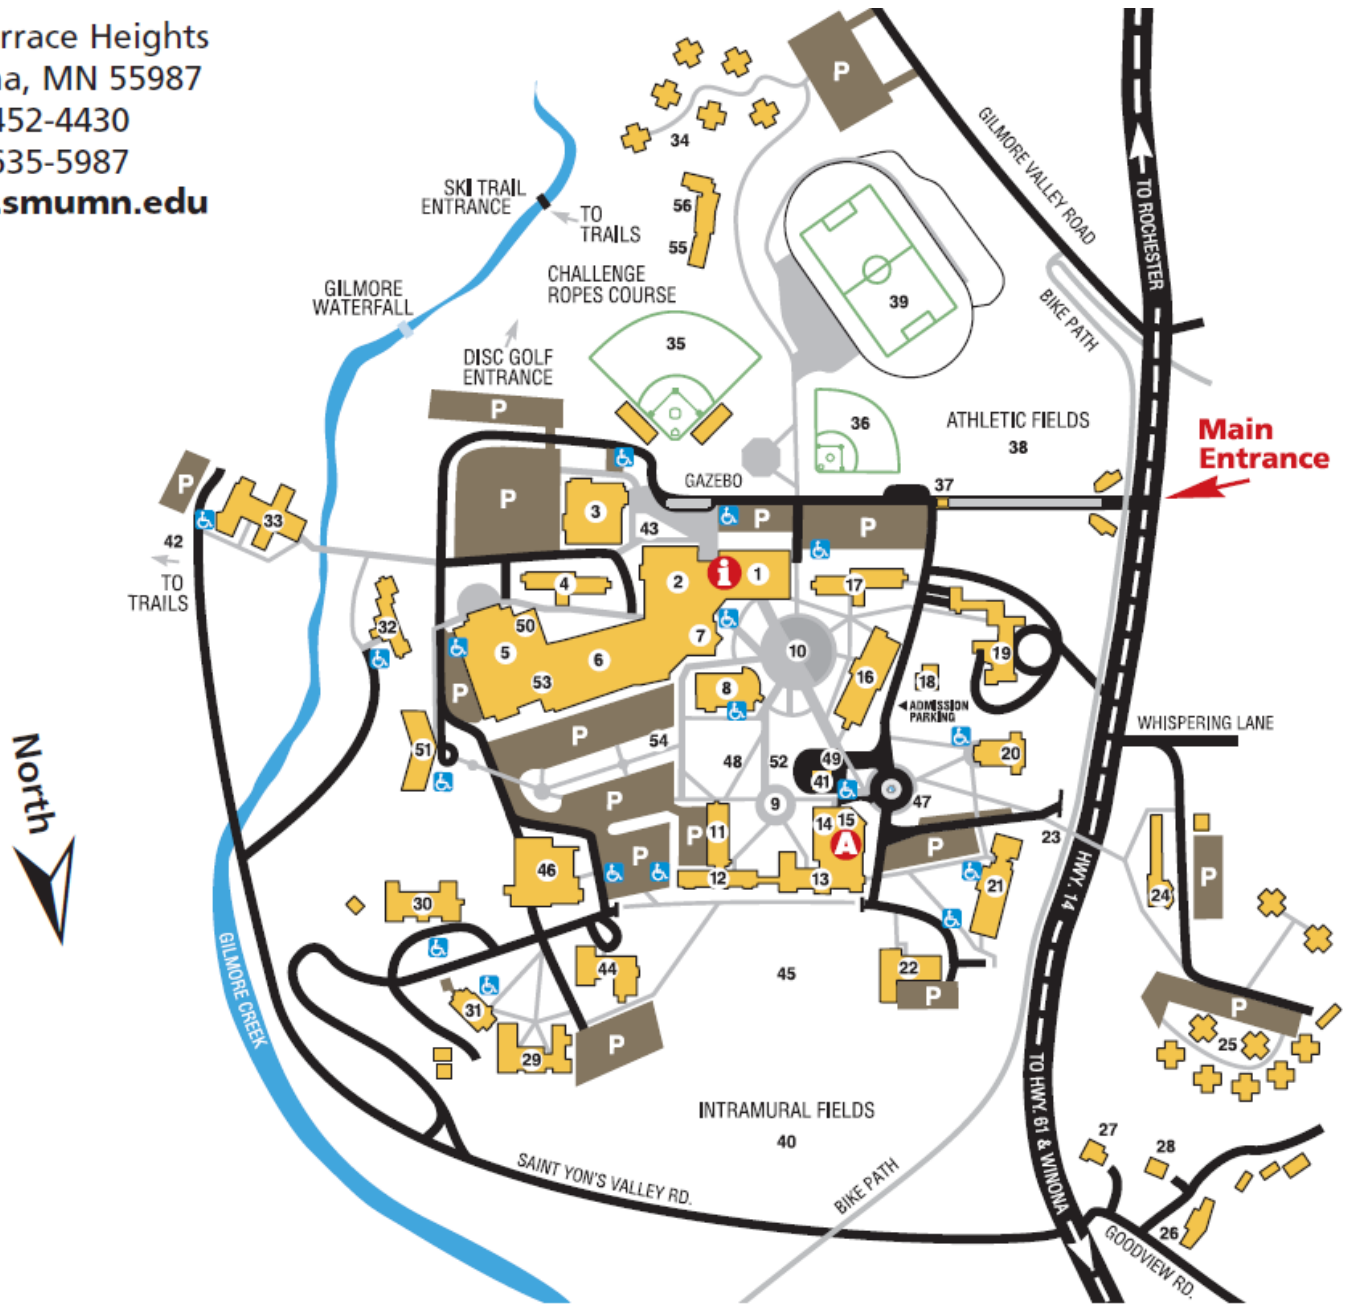 rrace Heights
a, MN 55987
452-4430
635-5987
.smumn.edu
34
P
GILMORE VALLEY ROAD
TO ROCHESTER
SKI TRAIL
ENTRANCE
TO
TRAILS
56
55
CHALLENGE
ROPES COURSE
39
BIKE PATH
GILMORE
WATERFALL
35
DISC GOLF
ENTRANCE
P
36
ATHLETIC FIELDS
38
Main
Entrance
P
33
42
TO
TRAILS
P
3
GAZEBO
43
P
P
37
4
2
i
1
17
32
50
5
6
7
53
10
16
19
18
ADMISSION
PARKING
P
8
WHISPERING LANE
51
P
54
48
52
49
41
20
North
P
9
47
11
P
14
15
A
P
23
46
P
12
13
21
HWY. 14
24
P
30
GILMORE CREEK
44
45
22
P
31
29
P
P
25
INTRAMURAL FIELDS
40
TO HWY. 61 & WINONA
27
28
SAINT YON'S VALLEY RD.
BIKE PATH
26
GOODVIEW RD.